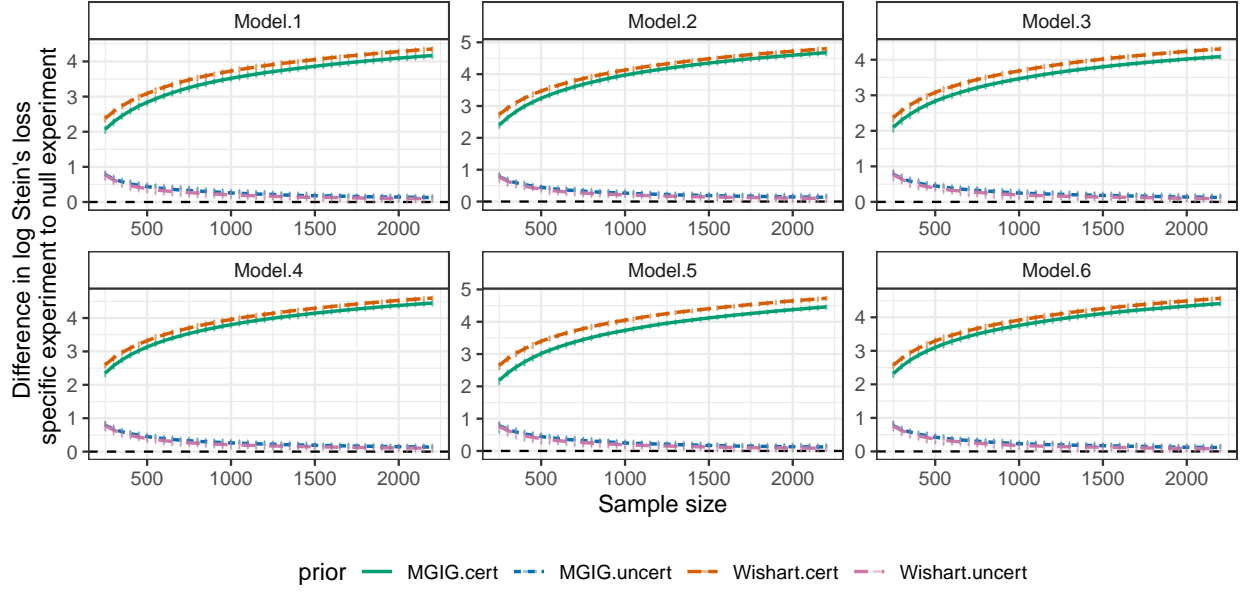 Difference in log Stein's loss
specific experiment to null experiment
Model.1
Model.2
Model.3
4
3
2
1
0
5
4
3
2
1
0
4
3
2
1
0
500 1000 1500 2000
500 1000 1500 2000
500 1000 1500 2000
Model.4
Model.5
Model.6
4
3
2
1
0
5
4
3
2
1
0
4
3
2
1
0
500 1000 1500 2000
500 1000 1500 2000
500 1000 1500 2000
Sample size
prior MGIG.cert MGIG.uncert Wishart.cert Wishart.uncert